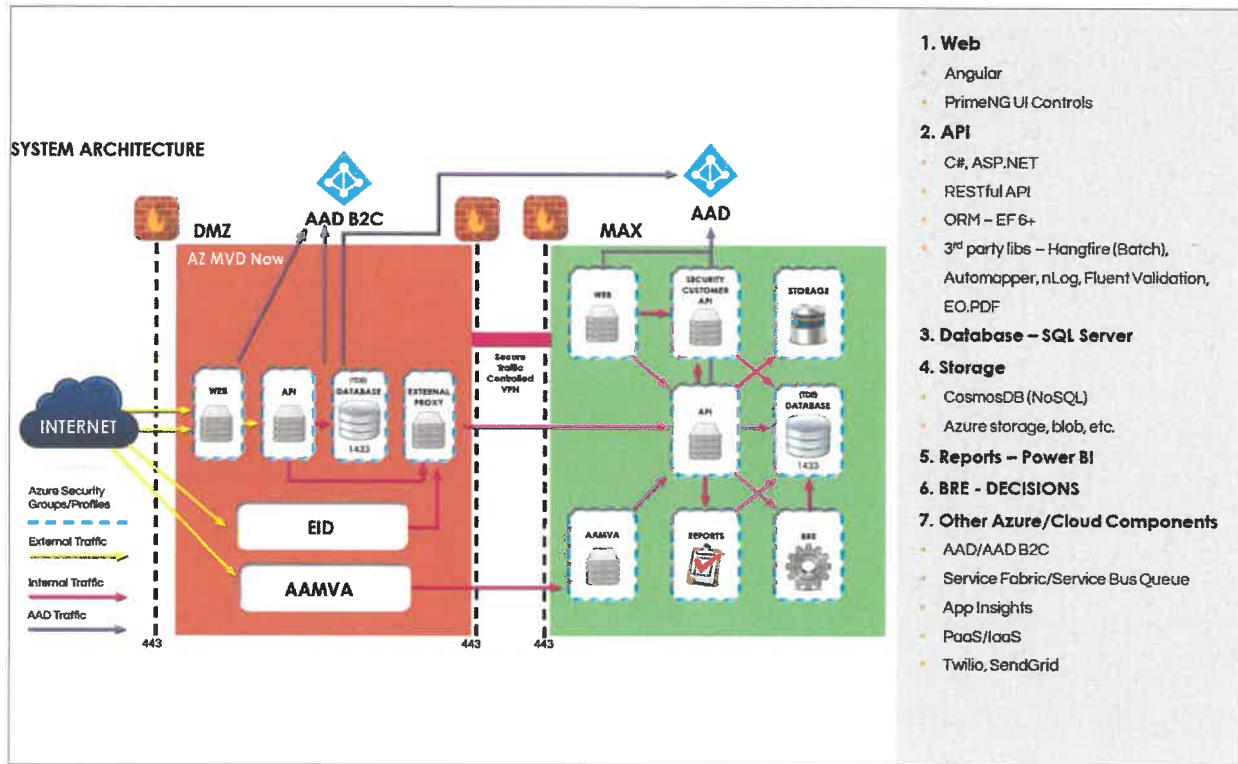 SYSTEM ARCHITECTURE
AAD B2C
AAD
DMZ
MAX
AZ MVD Now
INTERNET
WEB
API
(TDB)
DATABASE
1433
EXTERNAL
PROXY
EID
AAMVA
Secure
Traffic
Controlled
VPN
WEB
SECURITY
CUSTOMER
API
STORAGE
API
(TDB)
DATABASE
1433
AAMVA
REPORTS
BRE
Azure Security
Groups/Profiles
External Traffic
Internal Traffic
AAD Traffic
443
443
443
1. Web
Angular
PrimeNG UI Controls
2. API
C#, ASP.NET
RESTful API
ORM – EF 6+
3rd party libs – Hangfire (Batch),
Automapper, nLog, Fluent Validation,
EO.PDF
3. Database – SQL Server
4. Storage
CosmosDB (NoSQL)
Azure storage, blob, etc.
5. Reports – Power BI
6. BRE - DECISIONS
7. Other Azure/Cloud Components
AAD/AAD B2C
Service Fabric/Service Bus Queue
App Insights
PaaS/IaaS
Twilio, SendGrid